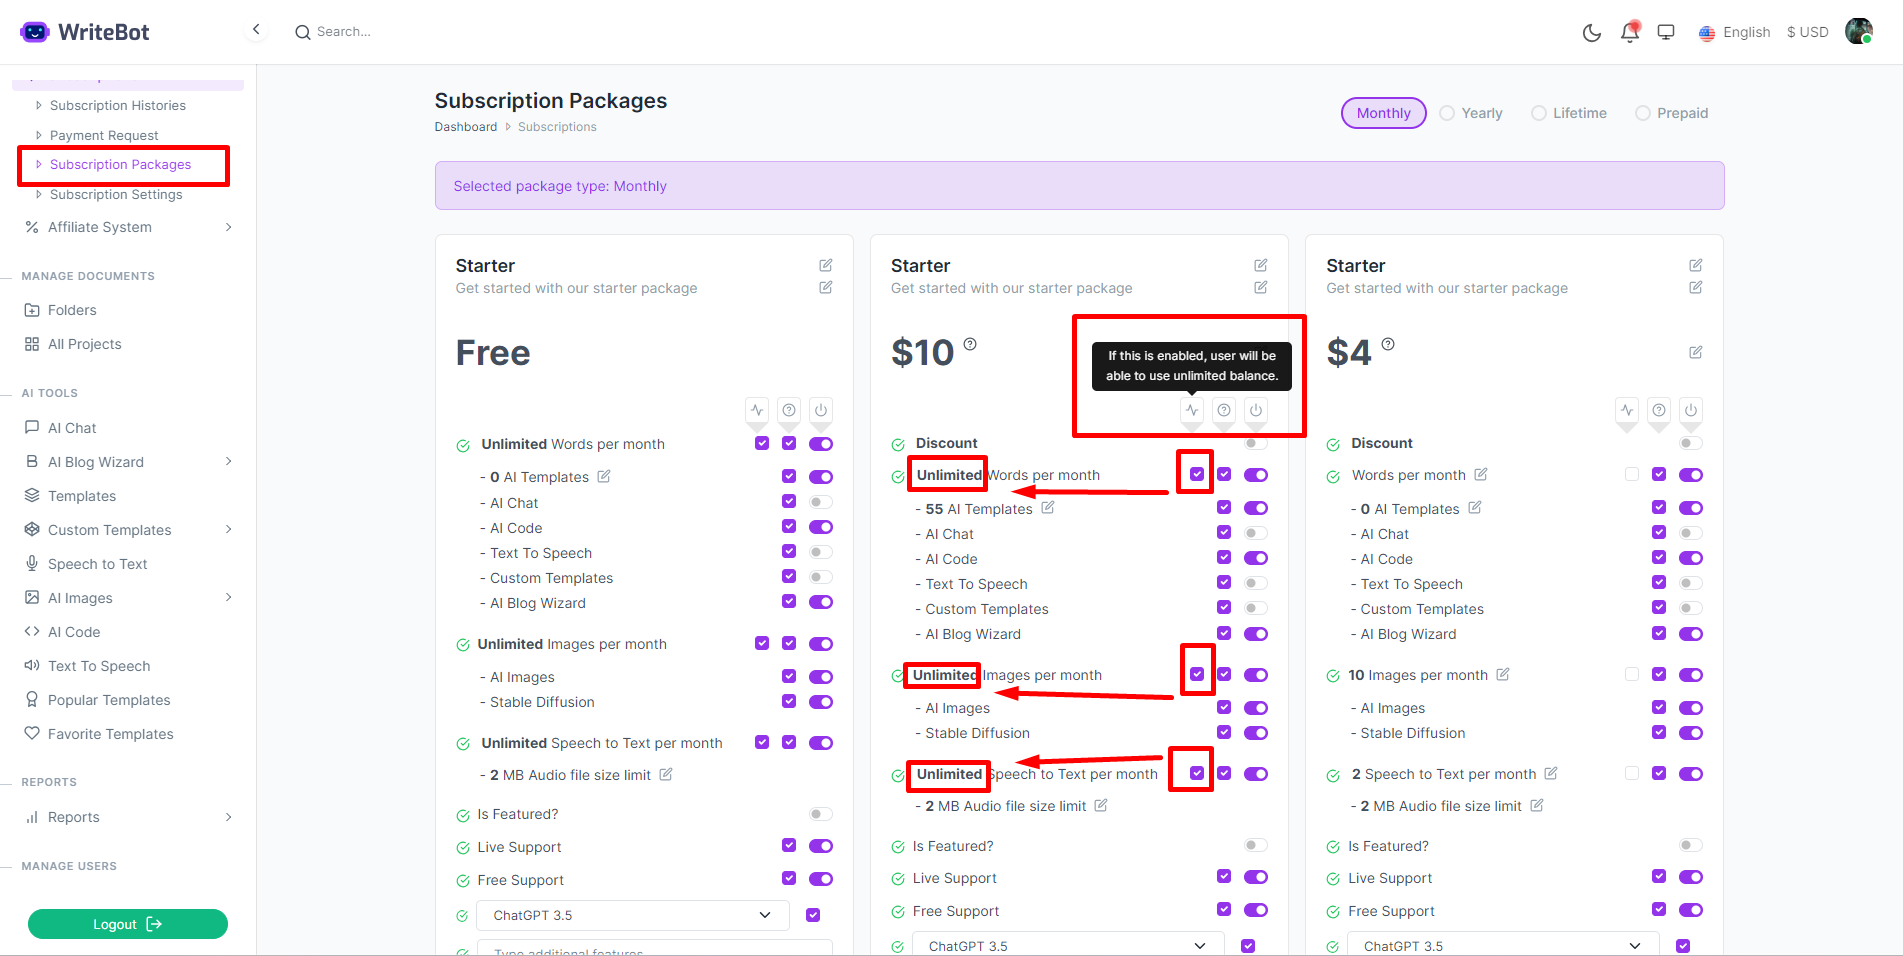 WriteBot
Search...
English
$ USD
Subscription Histories
Payment Request
Subscription Packages
Subscription Settings
Affiliate System
MANAGE DOCUMENTS
Folders
All Projects
AI TOOLS
AI Chat
AI Blog Wizard
Templates
Custom Templates
Speech to Text
AI Images
AI Code
Text To Speech
Popular Templates
Favorite Templates
REPORTS
Reports
MANAGE USERS
Logout
Subscription Packages
Dashboard
Subscriptions
Monthly
Yearly
Lifetime
Prepaid
Selected package type: Monthly
Starter
Get started with our starter package
Free
Unlimited Words per month
- 0 AI Templates
- AI Chat
- AI Code
- Text To Speech
- Custom Templates
- AI Blog Wizard
Unlimited Images per month
- AI Images
- Stable Diffusion
Unlimited Speech to Text per month
- 2 MB Audio file size limit
Is Featured?
Live Support
Free Support
ChatGPT 3.5
Type additional features
Starter
Get started with our starter package
$10
If this is enabled, user will be
able to use unlimited balance.
Discount
Unlimited Words per month
- 55 AI Templates
- AI Chat
- AI Code
- Text To Speech
- Custom Templates
- AI Blog Wizard
Unlimited Images per month
- AI Images
- Stable Diffusion
Unlimited Speech to Text per month
- 2 MB Audio file size limit
Is Featured?
Live Support
Free Support
ChatGPT 3.5
Starter
Get started with our starter package
$4
Discount
Words per month
- 0 AI Templates
- AI Chat
- AI Code
- Text To Speech
- Custom Templates
- AI Blog Wizard
10 Images per month
- AI Images
- Stable Diffusion
2 Speech to Text per month
- 2 MB Audio file size limit
Is Featured?
Live Support
Free Support
ChatGPT 3.5